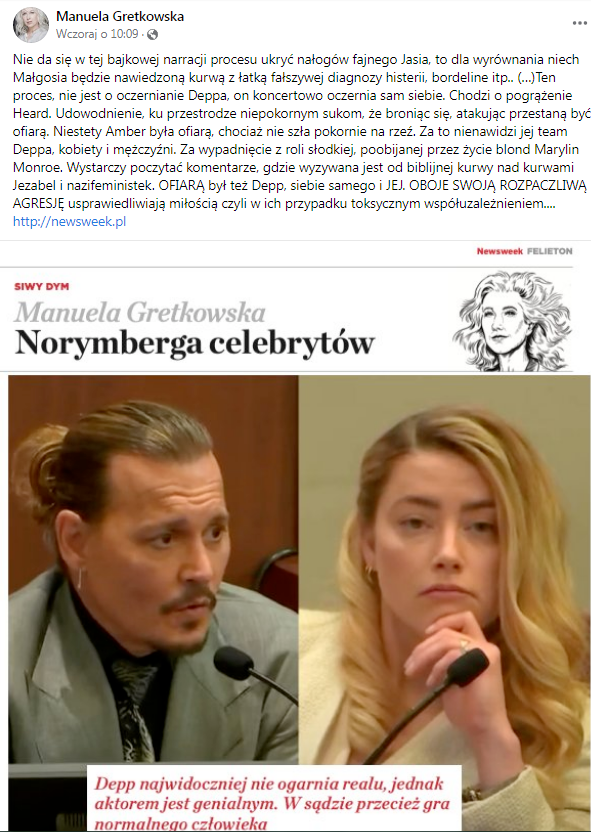 Manuela Gretkowska
Wczoraj o 10:09 ·
Nie da się w tej bajkowej narracji procesu ukryć nałogów fajnego Jasia, to dla wyrównania niech
Małgosia będzie nawiedzoną kurwą z łatką fałszywej diagnozy histerii, bordeline itp.. (...)Ten
proces, nie jest o oczernianie Deppa, on koncertowo oczernia sam siebie. Chodzi o pogrążenie
Heard. Udowodnienie, ku przestrodze niepokornym sukom, że broniąc się, atakując przestaną być
ofiarą. Niestety Amber była ofiarą, chociaż nie szła pokornie na rzeź. Za to nienawidzi jej team
Deppa, kobiety i mężczyźni. Za wypadnięcie z roli słodkiej, poobijanej przez życie blond Marylin
Monroe. Wystarczy poczytać komentarze, gdzie wyzywana jest od biblijnej kurwy nad kurwami
Jezabel i nazifeministek. OFIARĄ był też Depp, siebie samego i JEJ. OBOJE SWOJĄ ROZPACZLIWĄ
AGRESJĘ usprawiedliwiają miłością czyli w ich przypadku toksycznym współuzależnieniem....
http://newsweek.pl
Newsweek FELIETON
SIWY DYM
Manuela Gretkowska
Norymberga celebrytów
Depp najwidoczniej nie ogarnia realu, jednak
aktorem jest genialnym. W sądzie przecież gra
normalnego człowieka